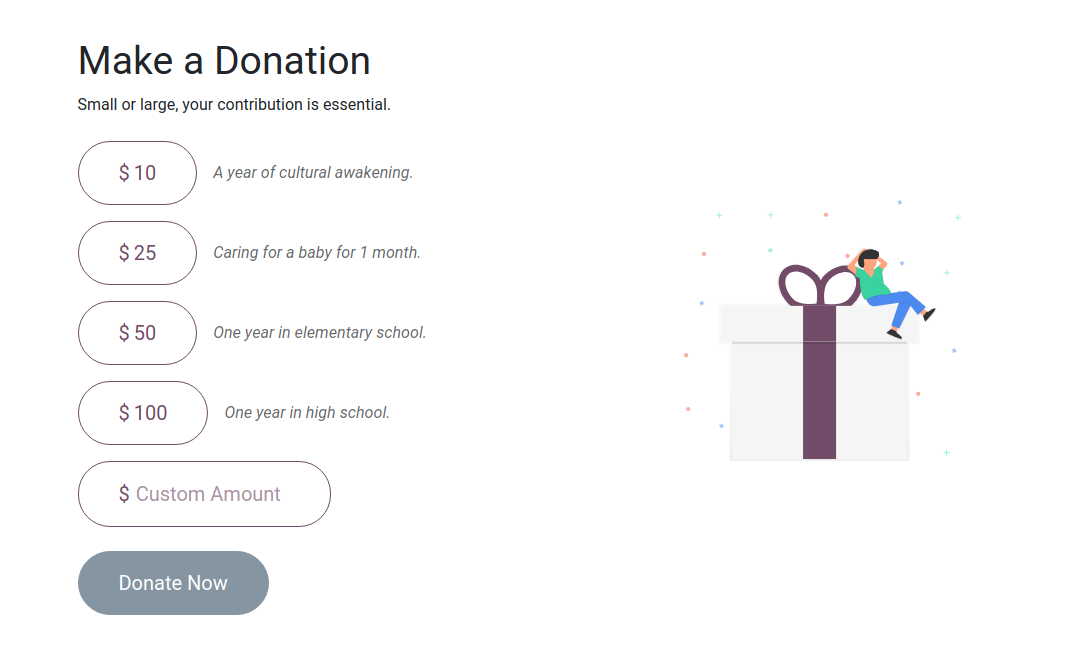 Make a Donation
Small or large, your contribution is essential.
$ 10 A year of cultural awakening.
$ 25 Caring for a baby for 1 month.
$ 50 One year in elementary school.
$ 100 One year in high school.
$ Custom Amount
Donate Now